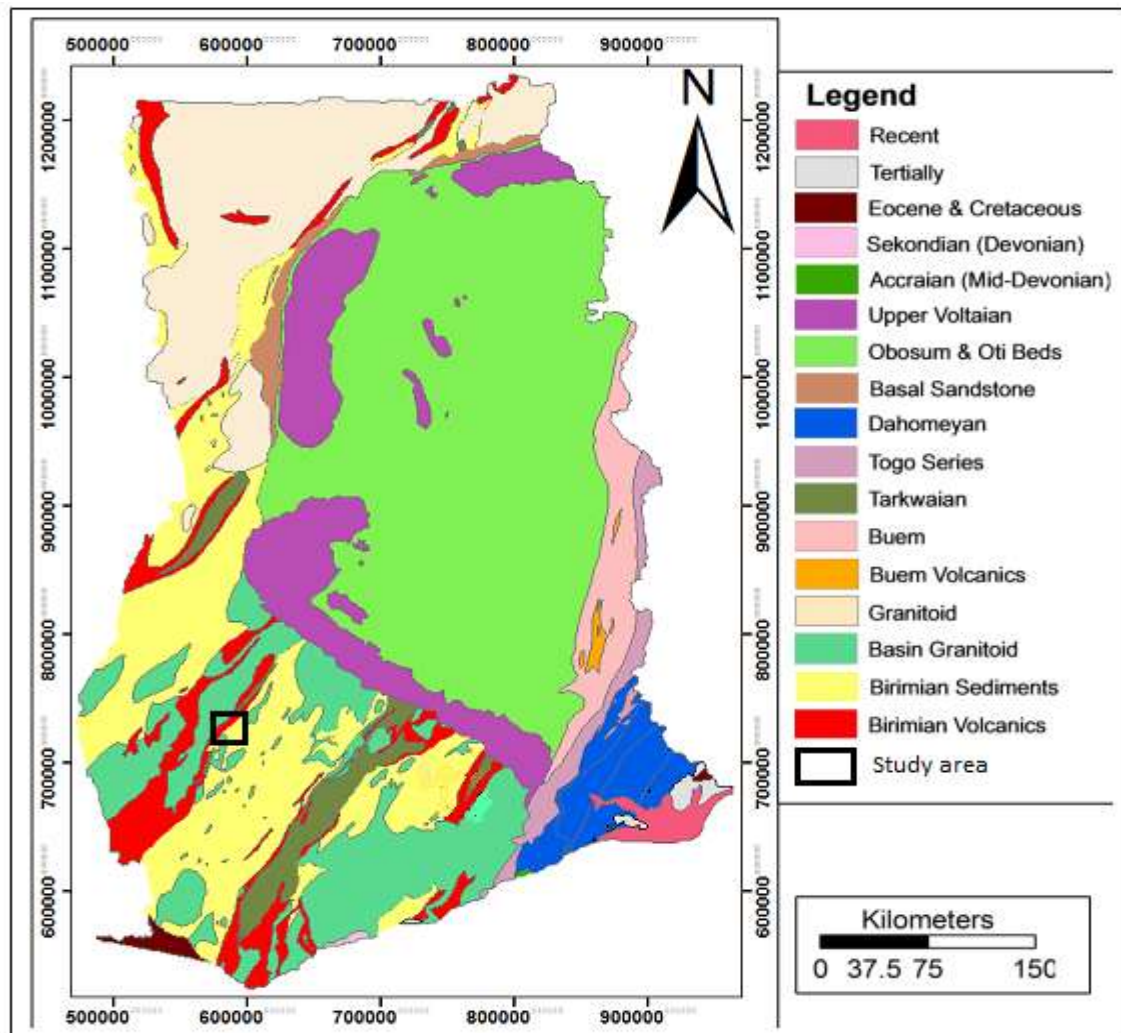 500000 600000 700000 800000 900000
N
1200000
1100000
1000000
900000
800000
700000
600000
1200000
1100000
1000000
900000
800000
700000
600000
500000 600000 700000 800000 900000
Legend
Recent
Tertially
Eocene & Cretaceous
Sekondian (Devonian)
Accraian (Mid-Devonian)
Upper Voltaian
Obosum & Oti Beds
Basal Sandstone
Dahomeyan
Togo Series
Tarkwaian
Buem
Buem Volcanics
Granitoid
Basin Granitoid
Birimian Sediments
Birimian Volcanics
Study area
Kilometers
0 37.5 75 150